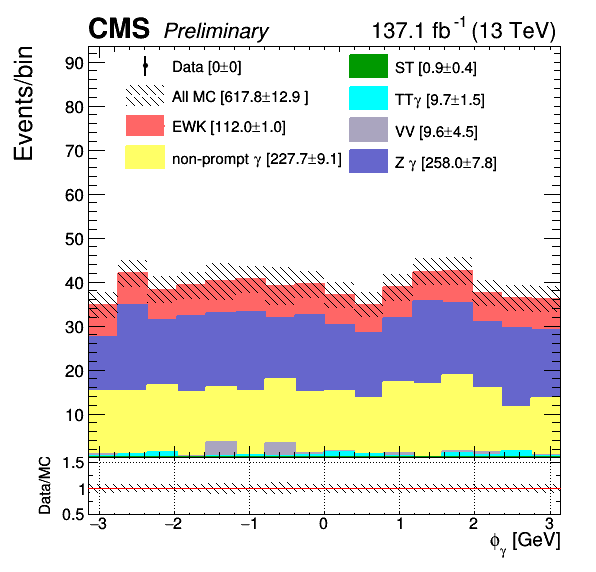 CMS Preliminary 137.1 fb⁻¹ (13 TeV)
Events/bin
Data [0±0]
All MC [617.8±12.9 ]
EWK [112.0±1.0]
non-prompt γ [227.7±9.1]
ST [0.9±0.4]
TTγ [9.7±1.5]
VV [9.6±4.5]
Z γ [258.0±7.8]
90
80
70
60
50
40
30
20
10
Data/MC
1.5
1
0.5
−3 −2 −1 0 1 2 3
ϕγ [GeV]